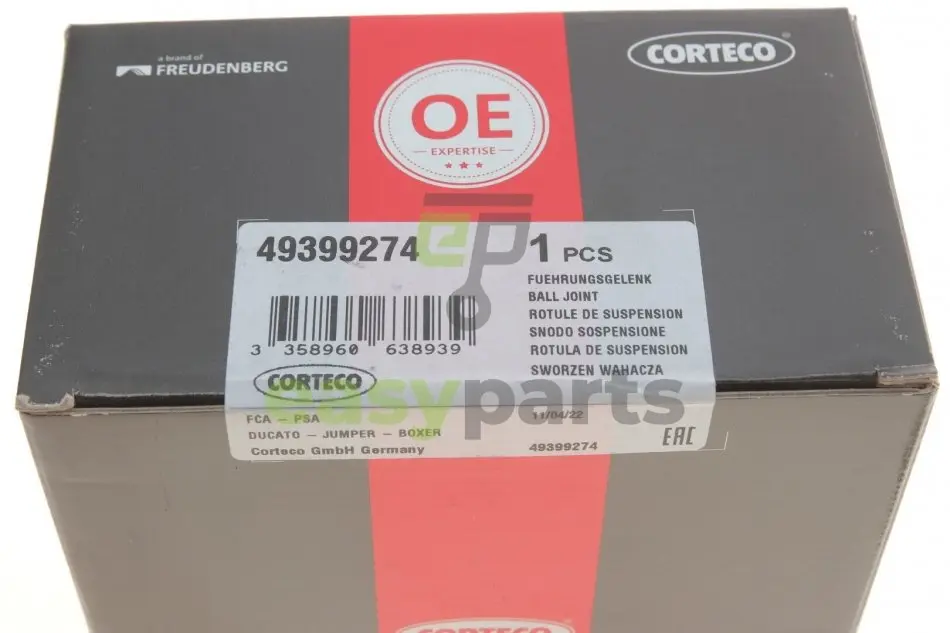 a brand of
FREUDENBERG
CORTECO
OE
EXPERTISE
49399274
1 PCS
FUEHRUNGSGELENK
BALL JOINT
ROTULE DE SUSPENSION
SNODO SOSPENSIONE
ROTULA DE SUSPENSION
SWORZEN WAHACZA
3 358960 638939
CORTECO
ep
easyparts
FCA - PSA
11/04/22
DUCATO - JUMPER - BOXER
Corteco GmbH Germany
49399274
EAC
CORTECO